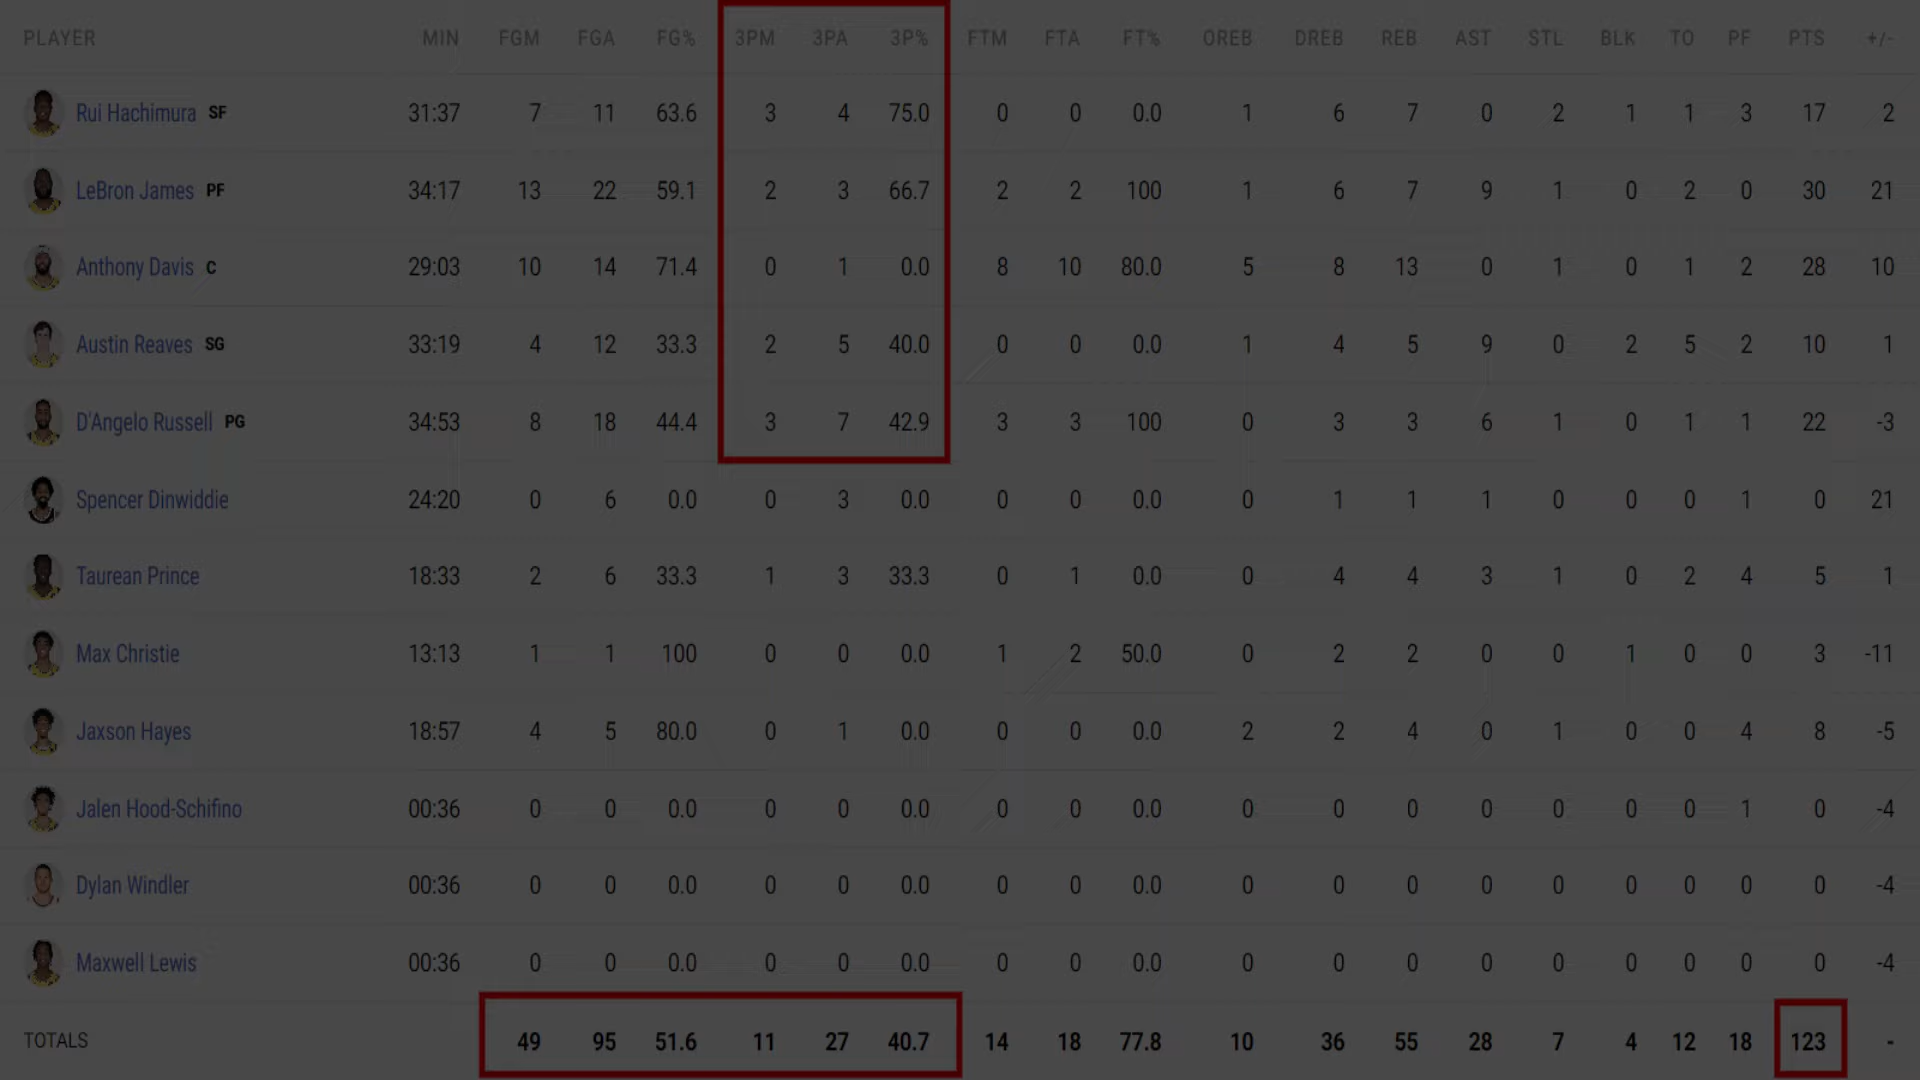 PLAYER MIN FGM FGA FG% 3PM 3PA 3P% FTM FTA FT% OREB DREB REB AST STL BLK TO PF PTS +/-
Rui Hachimura SF 31:37 7 11 63.6 3 4 75.0 0 0 0.0 1 6 7 0 2 1 1 3 17 2
LeBron James PF 34:17 13 22 59.1 2 3 66.7 2 2 100 1 6 7 9 1 0 2 0 30 21
Anthony Davis C 29:03 10 14 71.4 0 1 0.0 8 10 80.0 5 8 13 0 1 0 1 2 28 10
Austin Reaves SG 33:19 4 12 33.3 2 5 40.0 0 0 0.0 1 4 5 9 0 2 5 2 10 1
D'Angelo Russell PG 34:53 8 18 44.4 3 7 42.9 3 3 100 0 3 3 6 1 0 1 1 22 -3
Spencer Dinwiddie 24:20 0 6 0.0 0 3 0.0 0 0 0.0 0 1 1 1 0 0 0 1 0 21
Taurean Prince 18:33 2 6 33.3 1 3 33.3 0 1 0.0 0 4 4 3 1 0 2 4 5 1
Max Christie 13:13 1 1 100 0 0 0.0 1 2 50.0 0 2 2 0 0 1 0 0 3 -11
Jaxson Hayes 18:57 4 5 80.0 0 1 0.0 0 0 0.0 2 2 4 0 1 0 0 4 8 -5
Jalen Hood-Schifino 00:36 0 0 0.0 0 0 0.0 0 0 0.0 0 0 0 0 0 0 0 1 0 -4
Dylan Windler 00:36 0 0 0.0 0 0 0.0 0 0 0.0 0 0 0 0 0 0 0 0 0 -4
Maxwell Lewis 00:36 0 0 0.0 0 0 0.0 0 0 0.0 0 0 0 0 0 0 0 0 0 -4
TOTALS 49 95 51.6 11 27 40.7 14 18 77.8 10 36 55 28 7 4 12 18 123 -